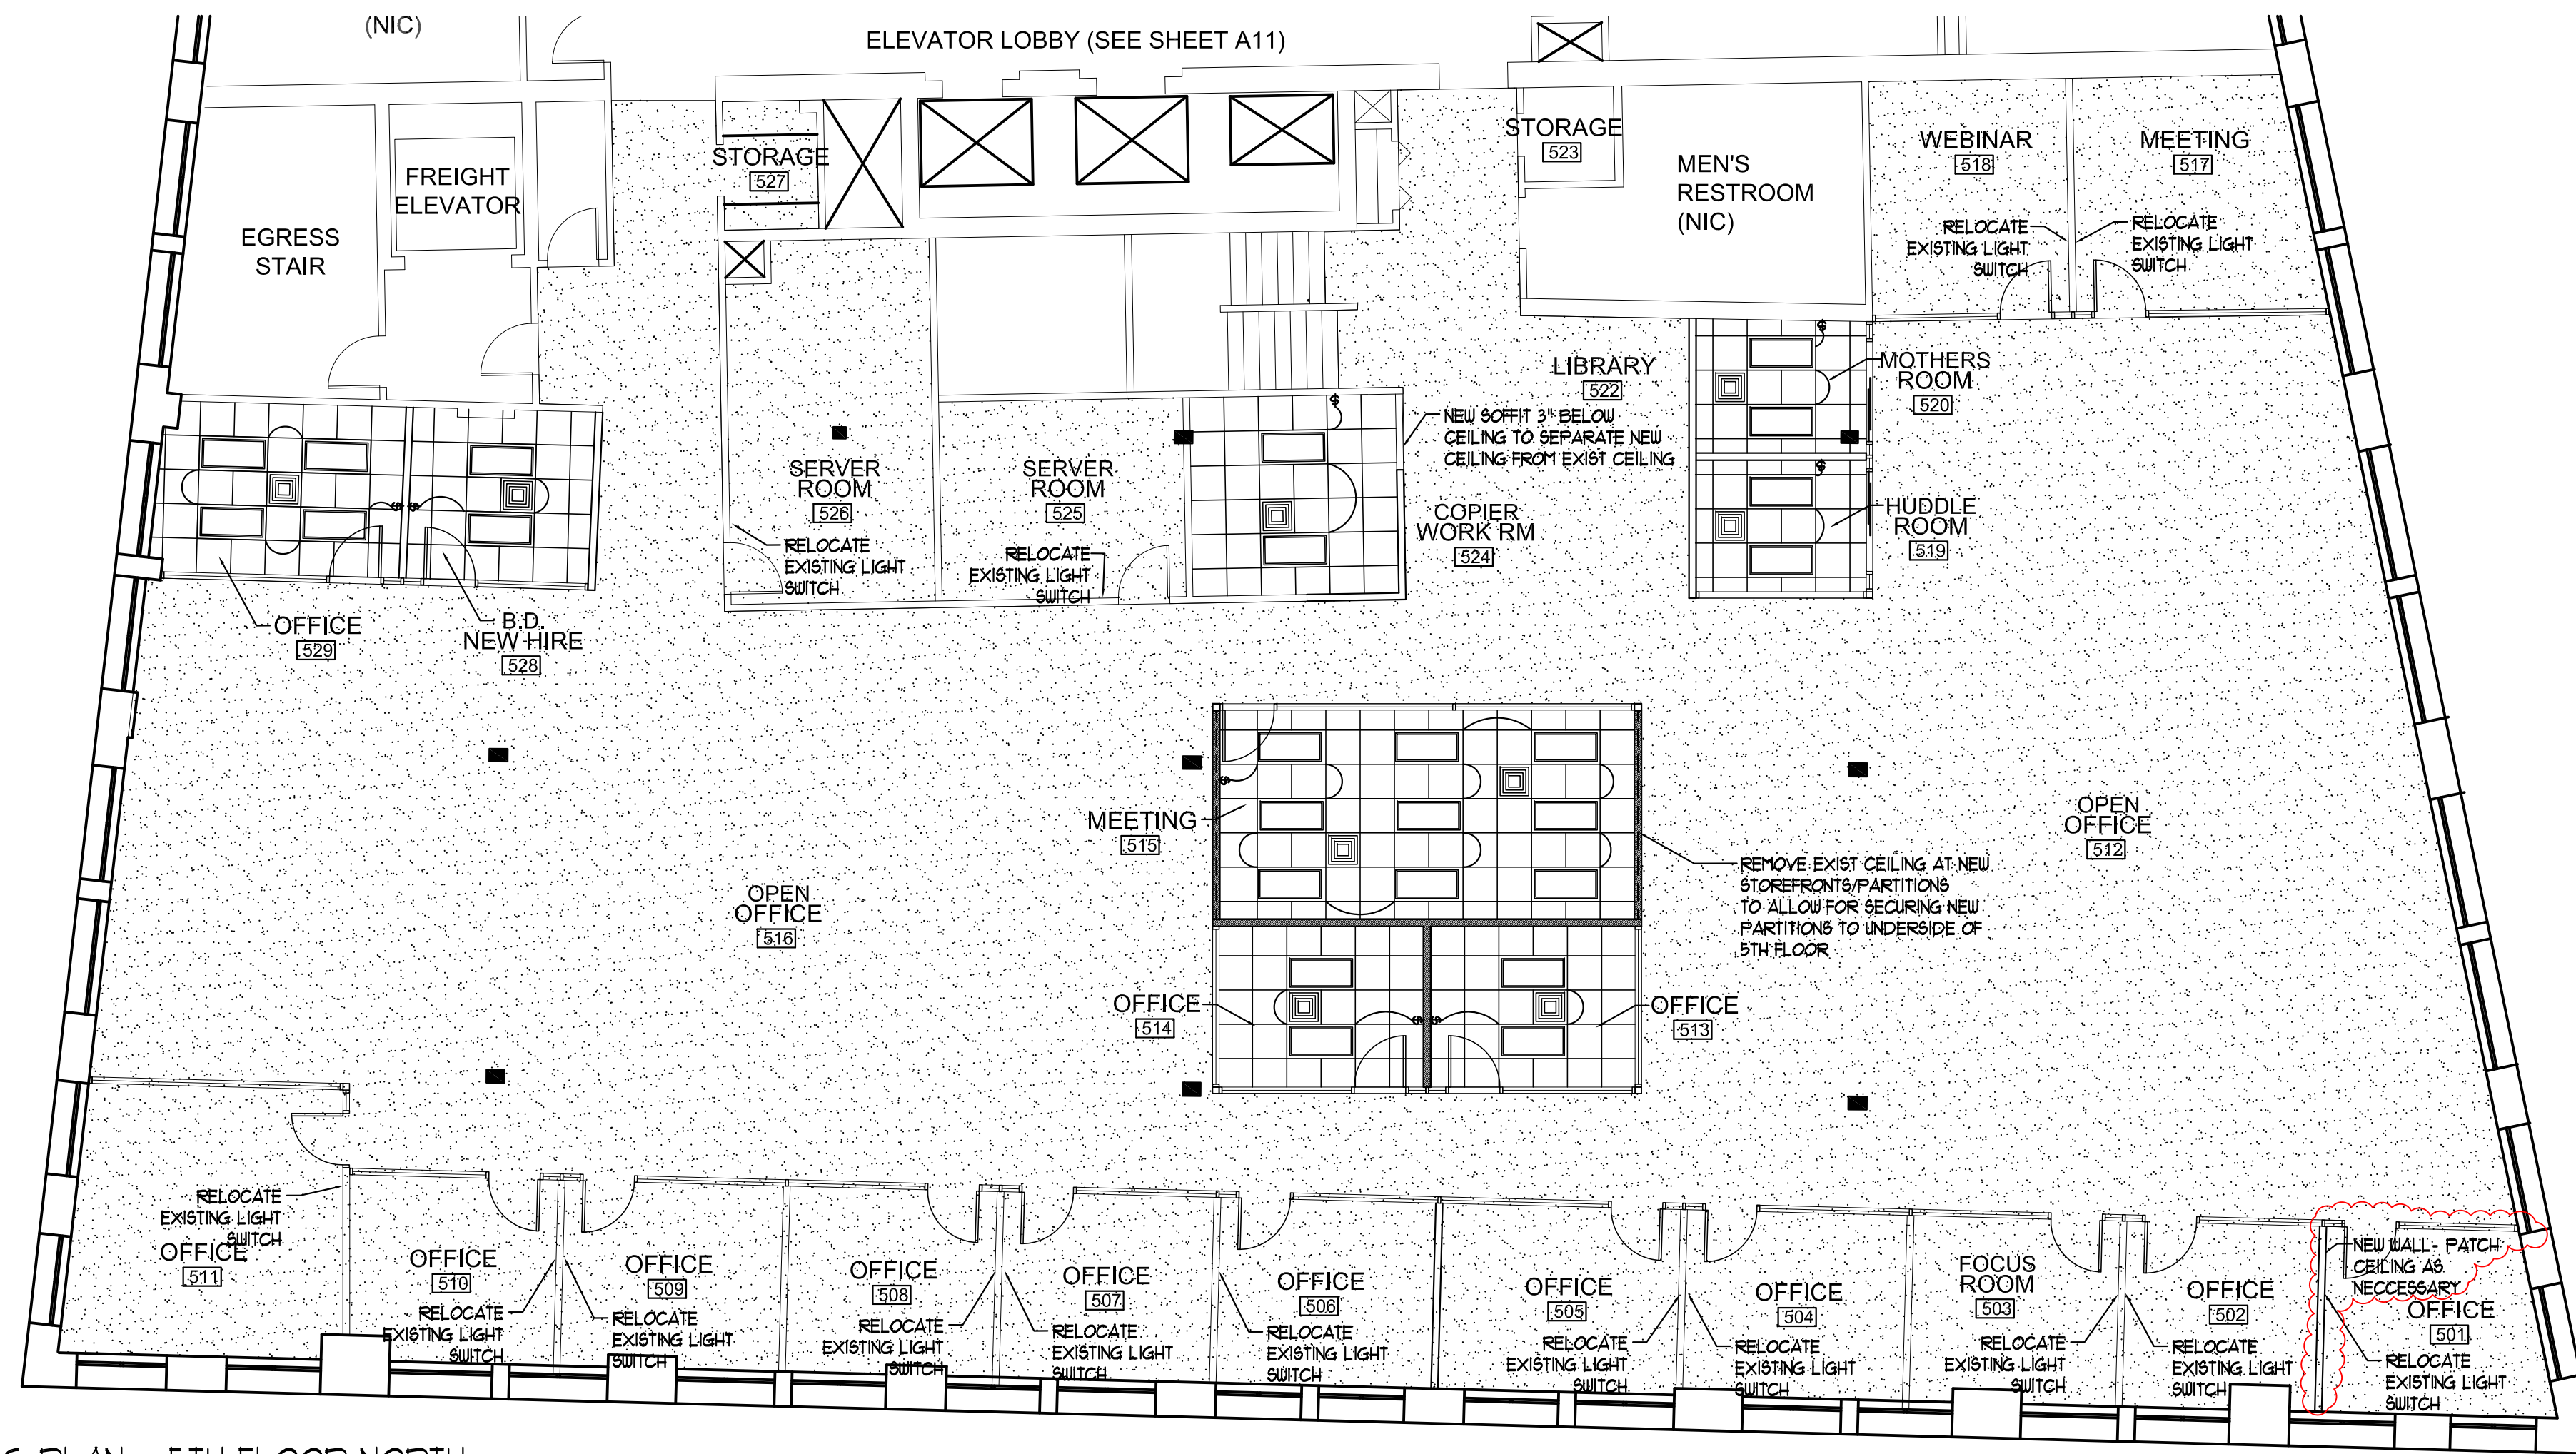 (NIC)
ELEVATOR LOBBY (SEE SHEET A11)
FREIGHT
ELEVATOR
EGRESS
STAIR
STORAGE
527
STORAGE
523
MEN'S
RESTROOM
(NIC)
WEBINAR
518
MEETING
517
RELOCATE
EXISTING LIGHT
SWITCH
RELOCATE
EXISTING LIGHT
SWITCH
LIBRARY
522
MOTHERS
ROOM
520
NEW SOFFIT 3" BELOW
CEILING TO SEPARATE NEW
CEILING FROM EXIST CEILING
SERVER
ROOM
526
SERVER
ROOM
525
COPIER
WORK RM
524
HUDDLE
ROOM
519
RELOCATE
EXISTING LIGHT
SWITCH
RELOCATE
EXISTING LIGHT
SWITCH
OFFICE
529
B.D.
NEW HIRE
528
MEETING
515
OPEN
OFFICE
512
REMOVE EXIST CEILING AT NEW
STOREFRONTS/PARTITIONS
TO ALLOW FOR SECURING NEW
PARTITIONS TO UNDERSIDE OF
5TH FLOOR
OPEN
OFFICE
516
OFFICE
514
OFFICE
513
RELOCATE
EXISTING LIGHT
SWITCH
OFFICE
511
OFFICE
510
RELOCATE
EXISTING LIGHT
SWITCH
OFFICE
509
RELOCATE
EXISTING LIGHT
SWITCH
OFFICE
508
RELOCATE
EXISTING LIGHT
SWITCH
OFFICE
507
RELOCATE
EXISTING LIGHT
SWITCH
OFFICE
506
RELOCATE
EXISTING LIGHT
SWITCH
OFFICE
505
RELOCATE
EXISTING LIGHT
SWITCH
OFFICE
504
RELOCATE
EXISTING LIGHT
SWITCH
FOCUS
ROOM
503
RELOCATE
EXISTING LIGHT
SWITCH
OFFICE
502
RELOCATE
EXISTING LIGHT
SWITCH
NEW WALL - PATCH
CEILING AS
NECCESSARY
OFFICE
501
RELOCATE
EXISTING LIGHT
SWITCH
PLAN - 5TH FLOOR NORTH